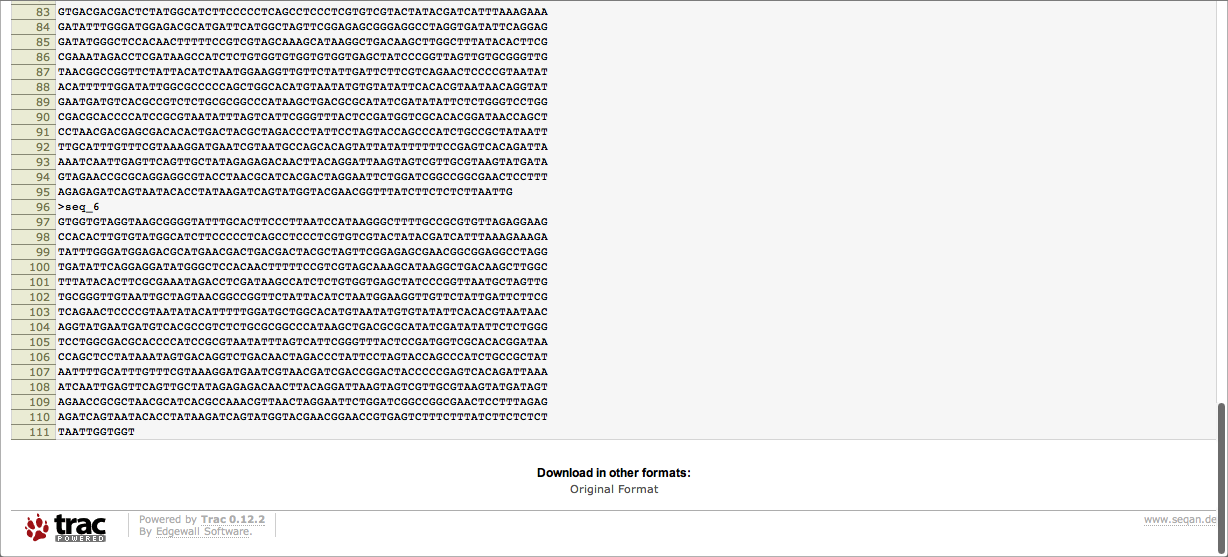 83 GTGACGACGACTCTATGGCATCTTCCCCCTCAGCCTCCCTCGTGTCGTACTATACGATCATTTAAAGAAA
84 GATATTTGGGATGGAGACGCATGATTCATGGCTAGTTCGGAGAGCGGGAGGCCTAGGTGATATTCAGGAG
85 GATATGGGCTCCACAACTTTTTCCGTCGTAGCAAAGCATAAGGCTGACAAGCTTGGCTTTATACACTTCG
86 CGAAATAGACCTCGATAAGCCATCTCTGTGGTGTGGTGTGGTGAGCTATCCCGGTTAGTTGTGCGGGTTG
87 TAACGGCCGGTTCTATTACATCTAATGGAAGGTTGTTCTATTGATTCTTCGTCAGAACTCCCCGTAATAT
88 ACATTTTTGGATATTGGCGCCCCCAGCTGGCACATGTAATATGTGTATATTCACACGTAATAACAGGTAT
89 GAATGATGTCACGCCGTCTCTGCGCGGCCCATAAGCTGACGCGCATATCGATATATTCTCTGGGTCCTGG
90 CGACGCACCCCATCCGCGTAATATTTAGTCATTCGGGTTTACTCCGATGGTCGCACACGGATAACCAGCT
91 CCTAACGACGAGCGACACACTGACTACGCTAGACCCTATTCCTAGTACCAGCCCATCTGCCGCTATAATT
92 TTGCATTTGTTTCGTAAAGGATGAATCGTAATGCCAGCACAGTATTATATTTTTTCCGAGTCACAGATTA
93 AAATCAATTGAGTTCAGTTGCTATAGAGAGACAACTTACAGGATTAAGTAGTCGTTGCGTAAGTATGATA
94 GTAGAACCGCGCAGGAGGCGTACCTAACGCATCACGACTAGGAATTCTGGATCGGCCGGCGAACTCCTTT
95 AGAGAGATCAGTAATACACCTATAAGATCAGTATGGTACGAACGGTTTATCTTCTCTCTTAATTG
96 >seq_6
97 GTGGTGTAGGTAAGCGGGGTATTTGCACTTCCCTTAATCCATAAGGGCTTTTGCCGCGTGTTAGAGGAAG
98 CCACACTTGTGTATGGCATCTTCCCCCTCAGCCTCCCTCGTGTCGTACTATACGATCATTTAAAGAAAGA
99 TATTTGGGATGGAGACGCATGAACGACTGACGACTACGCTAGTTCGGAGAGCGAACGGCGGAGGCCTAGG
100 TGATATTCAGGAGGATATGGGCTCCACAACTTTTTCCGTCGTAGCAAAGCATAAGGCTGACAAGCTTGGC
101 TTTATACACTTCGCGAAATAGACCTCGATAAGCCATCTCTGTGGTGAGCTATCCCGGTTAATGCTAGTTG
102 TGCGGGTTGTAATTGCTAGTAACGGCCGGTTCTATTACATCTAATGGAAGGTTGTTCTATTGATTCTTCG
103 TCAGAACTCCCCGTAATATACATTTTTGGATGCTGGCACATGTAATATGTGTATATTCACACGTAATAAC
104 AGGTATGAATGATGTCACGCCGTCTCTGCGCGGCCCATAAGCTGACGCGCATATCGATATATTCTCTGGG
105 TCCTGGCGACGCACCCCATCCGCGTAATATTTAGTCATTCGGGTTTACTCCGATGGTCGCACACGGATAA
106 CCAGCTCCTATAAATAGTGACAGGTCTGACAACTAGACCCTATTCCTAGTACCAGCCCATCTGCCGCTAT
107 AATTTTGCATTTGTTTCGTAAAGGATGAATCGTAACGATCGACCGGACTACCCCCGAGTCACAGATTAAA
108 ATCAATTGAGTTCAGTTGCTATAGAGAGACAACTTACAGGATTAAGTAGTCGTTGCGTAAGTATGATAGT
109 AGAACCGCGCTAACGCATCACGCCAAACGTTAACTAGGAATTCTGGATCGGCCGGCGAACTCCTTTAGAG
110 AGATCAGTAATACACCTATAAGATCAGTATGGTACGAACGGAACCGTGAGTCTTTCTTTATCTTCTCTCT
111 TAATTGGTGGT
Download in other formats:
Original Format
trac
POWERED
Powered by Trac 0.12.2
By Edgewall Software.
www.seqan.de